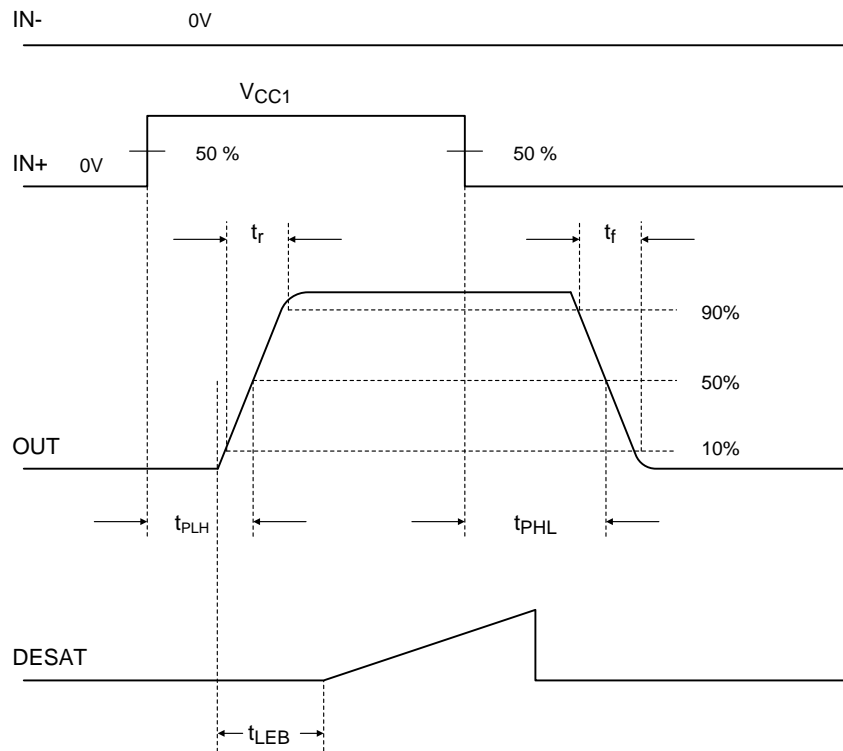 IN- 0V
VCC1
IN+ 0V 50 % 50 %
tr tf
90%
50%
OUT 10%
tPLH tPHL
DESAT
tLEB